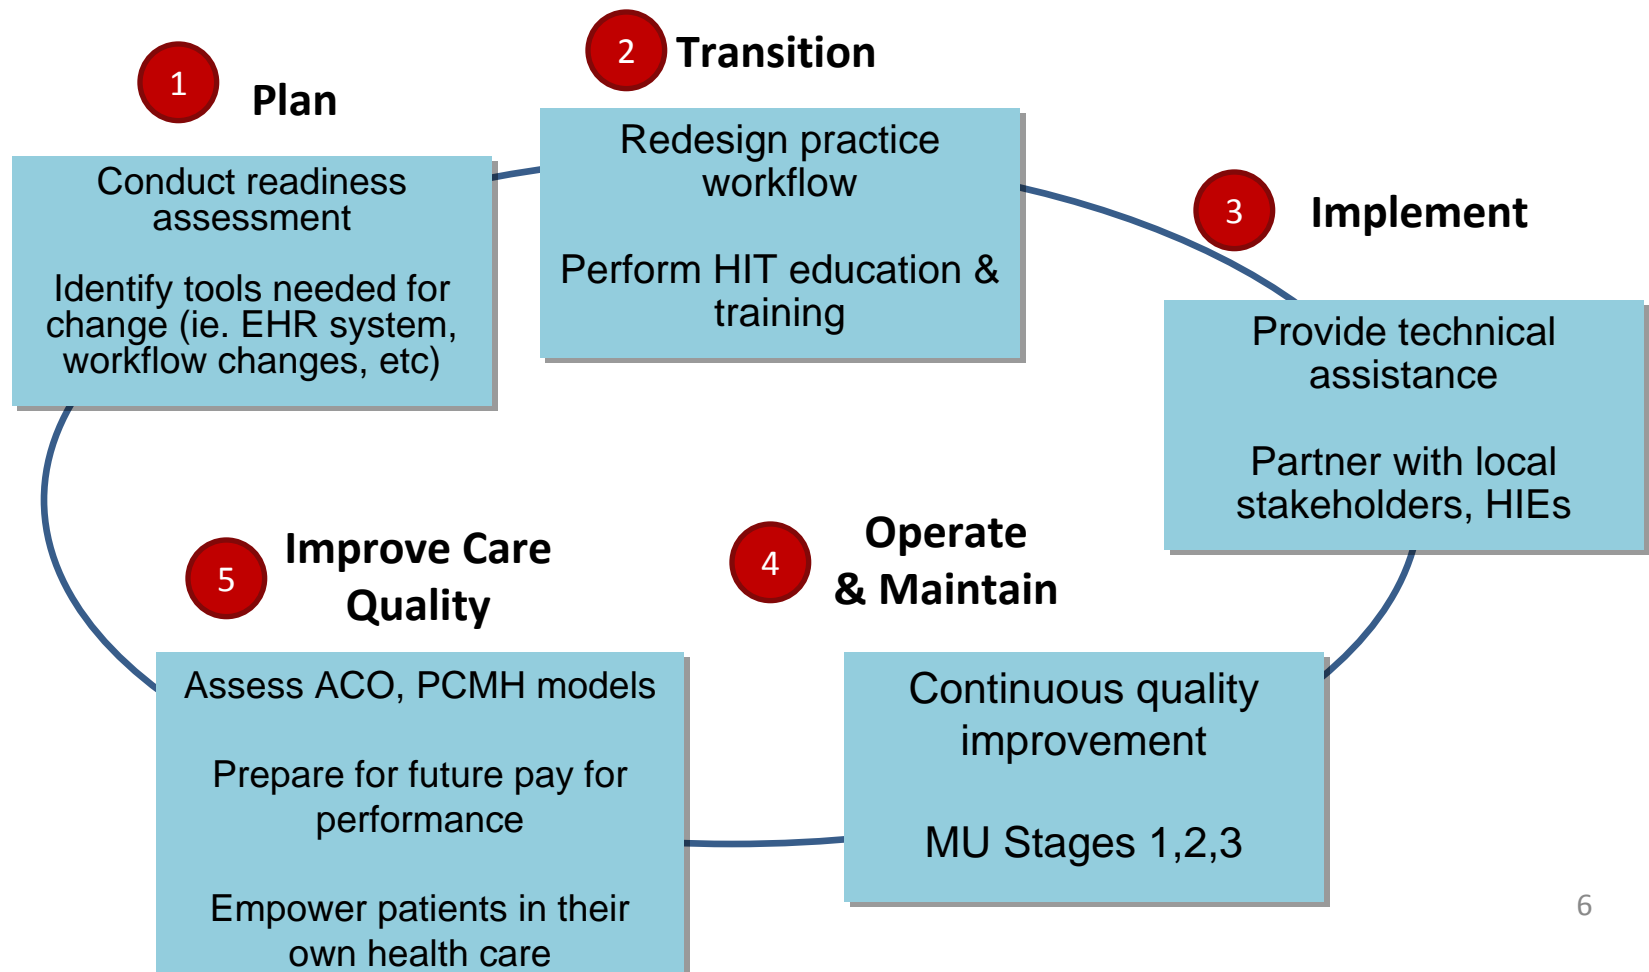 1
Plan
Conduct readiness
assessment
Identify tools needed for
change (ie. EHR system,
workflow changes, etc)
2
Transition
Redesign practice
workflow
Perform HIT education &
training
3
Implement
Provide technical
assistance
Partner with local
stakeholders, HIEs
4
Operate
& Maintain
Continuous quality
improvement
MU Stages 1,2,3
5
Improve Care
Quality
Assess ACO, PCMH models
Prepare for future pay for
performance
Empower patients in their
own health care
6